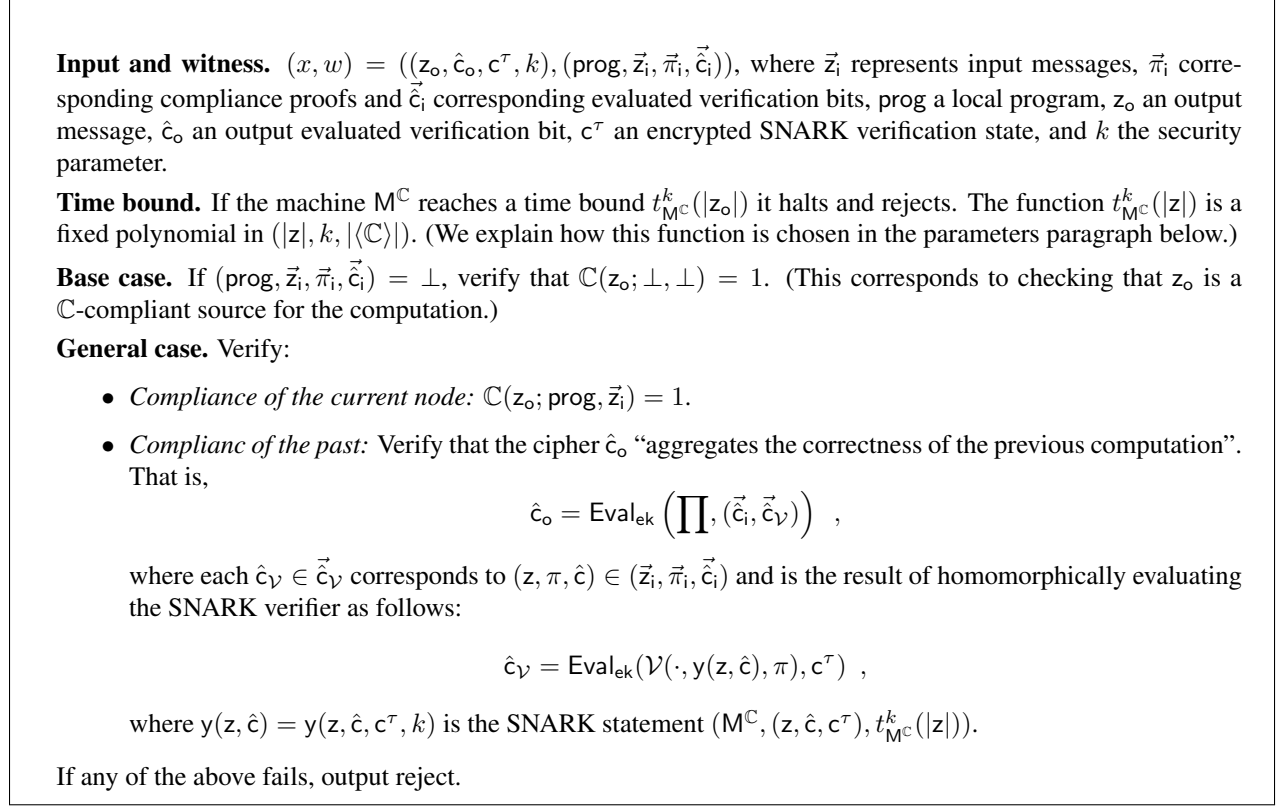 Input and witness. (x, w) = ((z_o, ĉ_o, c^τ, k), (prog, z⃗_i, π⃗_i, ĉ⃗_i)), where z⃗_i represents input messages, π⃗_i corre-
sponding compliance proofs and ĉ⃗_i corresponding evaluated verification bits, prog a local program, z_o an output
message, ĉ_o an output evaluated verification bit, c^τ an encrypted SNARK verification state, and k the security
parameter.
Time bound. If the machine M^ℂ reaches a time bound t^k_{M^ℂ}(|z_o|) it halts and rejects. The function t^k_{M^ℂ}(|z|) is a
fixed polynomial in (|z|, k, |⟨ℂ⟩|). (We explain how this function is chosen in the parameters paragraph below.)
Base case. If (prog, z⃗_i, π⃗_i, ĉ⃗_i) = ⊥, verify that ℂ(z_o; ⊥, ⊥) = 1. (This corresponds to checking that z_o is a
ℂ-compliant source for the computation.)
General case. Verify:
• Compliance of the current node: ℂ(z_o; prog, z⃗_i) = 1.
• Complianc of the past: Verify that the cipher ĉ_o “aggregates the correctness of the previous computation”.
That is,
ĉ_o = Eval_ek (∏, (ĉ⃗_i, ĉ⃗_𝒱)) ,
where each ĉ_𝒱 ∈ ĉ⃗_𝒱 corresponds to (z, π, ĉ) ∈ (z⃗_i, π⃗_i, ĉ⃗_i) and is the result of homomorphically evaluating
the SNARK verifier as follows:
ĉ_𝒱 = Eval_ek(𝒱(·, y(z, ĉ), π), c^τ) ,
where y(z, ĉ) = y(z, ĉ, c^τ, k) is the SNARK statement (M^ℂ, (z, ĉ, c^τ), t^k_{M^ℂ}(|z|)).
If any of the above fails, output reject.